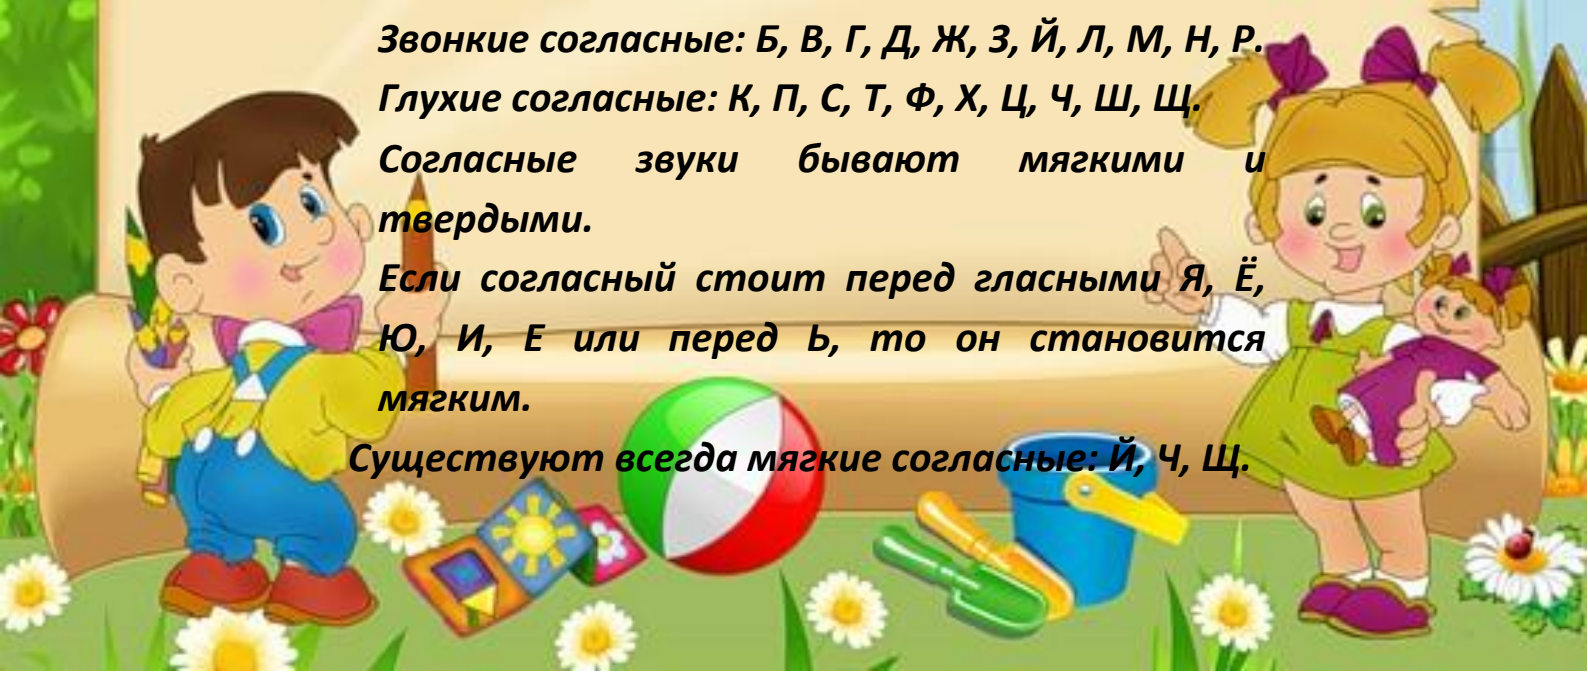 Звонкие согласные: Б, В, Г, Д, Ж, З, Й, Л, М, Н, Р.
Глухие согласные: К, П, С, Т, Ф, Х, Ц, Ч, Ш, Щ.
Согласные звуки бывают мягкими и
твердыми.
Если согласный стоит перед гласными Я, Ё,
Ю, И, Е или перед Ь, то он становится
мягким.
Существуют всегда мягкие согласные: Й, Ч, Щ.